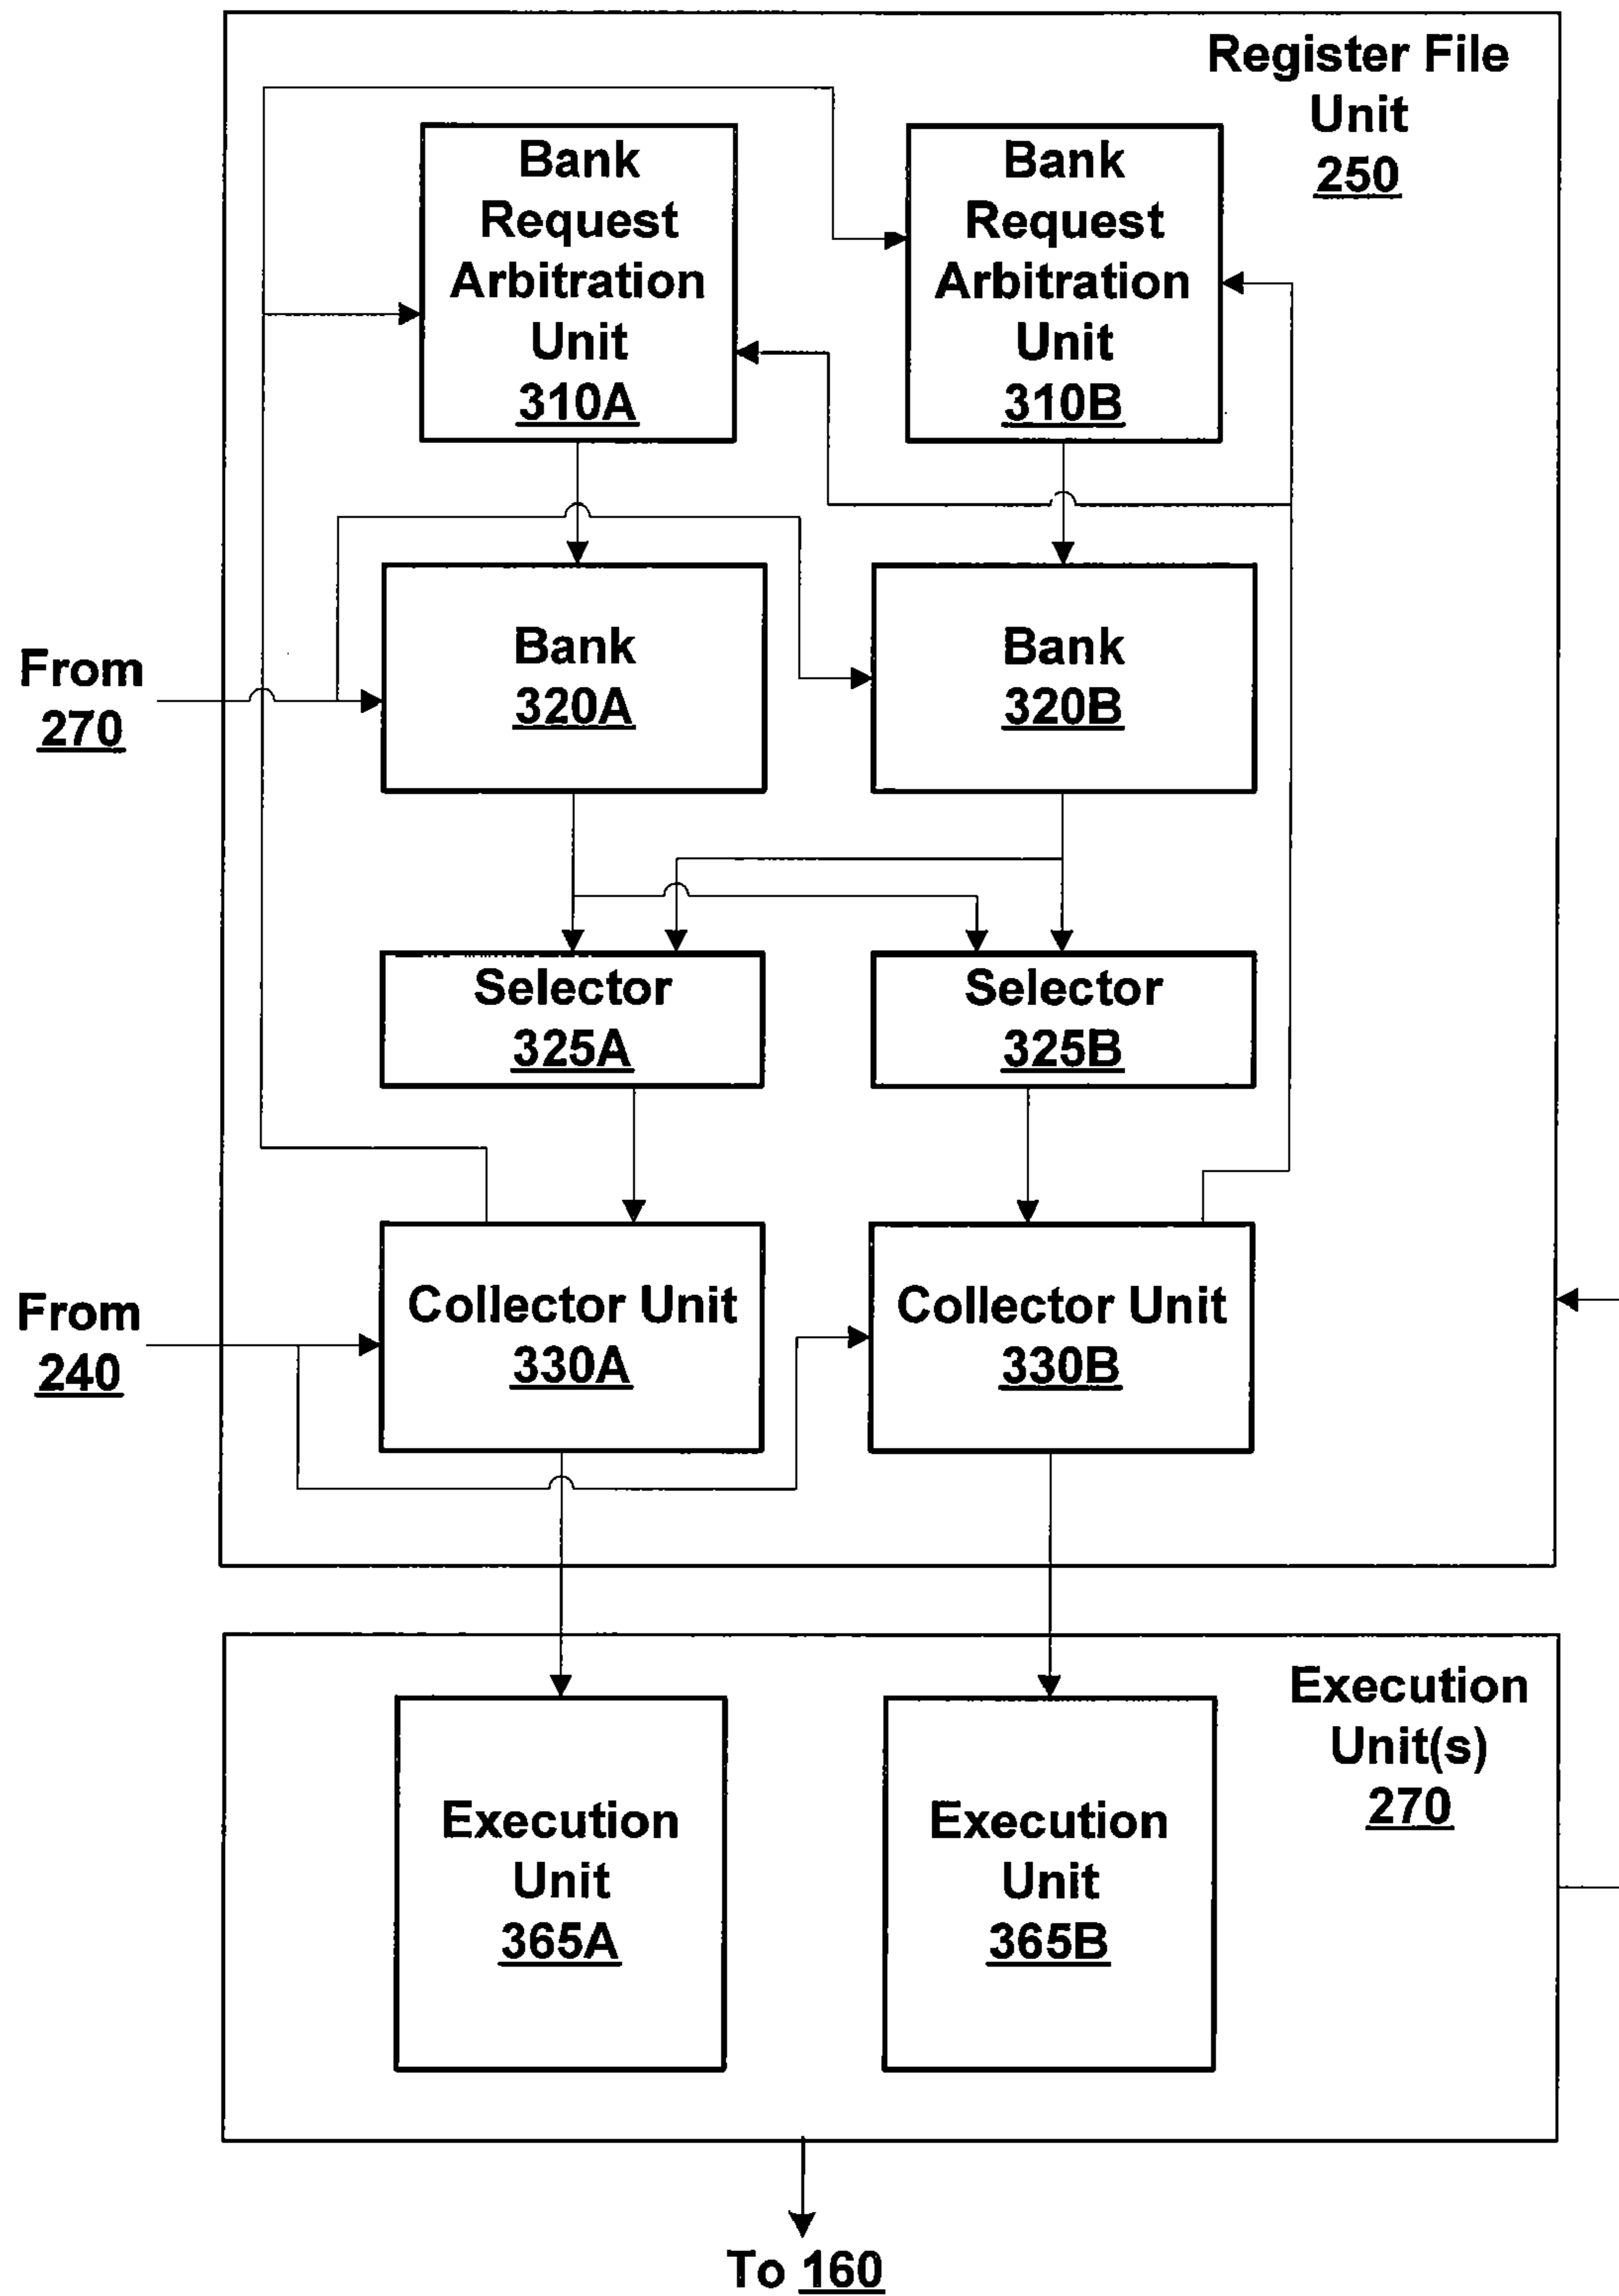 Register File
Unit
250
Bank
Request
Arbitration
Unit
310A
Bank
Request
Arbitration
Unit
310B
From
270
Bank
320A
Bank
320B
Selector
325A
Selector
325B
From
240
Collector Unit
330A
Collector Unit
330B
Execution
Unit(s)
270
Execution
Unit
365A
Execution
Unit
365B
To 160